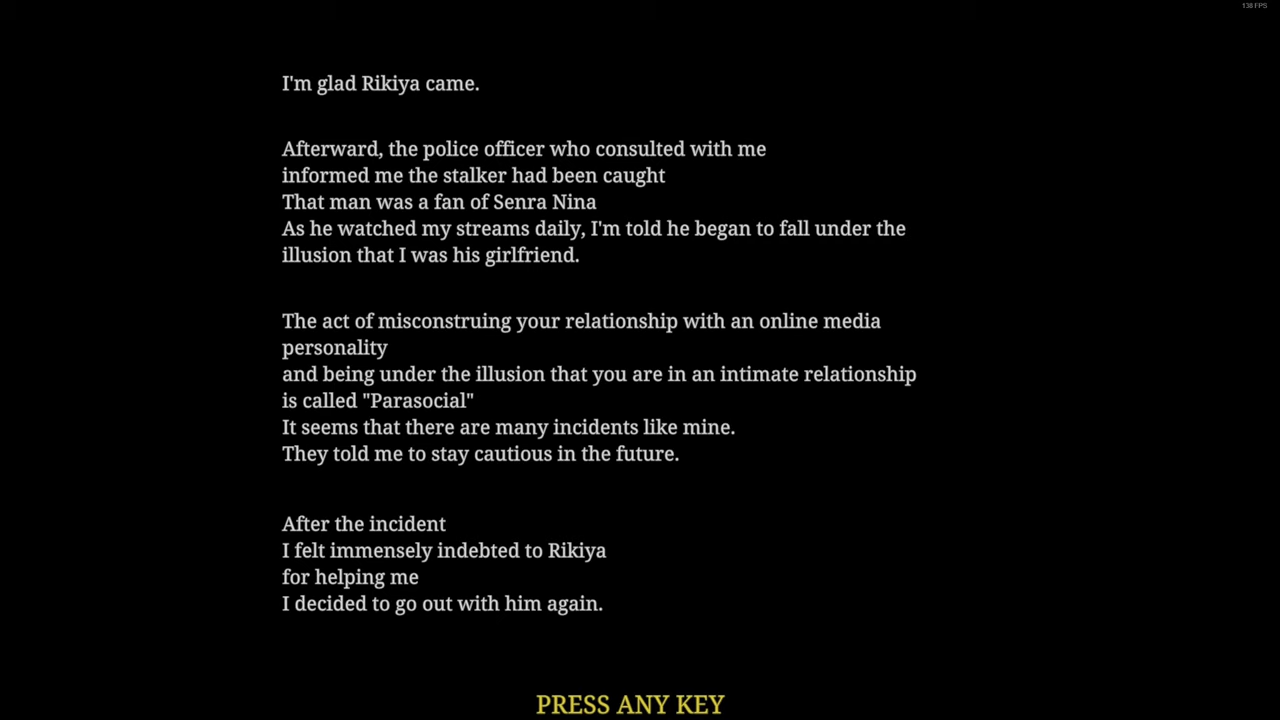 138 FPS
I'm glad Rikiya came.
Afterward, the police officer who consulted with me
informed me the stalker had been caught
That man was a fan of Senra Nina
As he watched my streams daily, I'm told he began to fall under the
illusion that I was his girlfriend.
The act of misconstruing your relationship with an online media
personality
and being under the illusion that you are in an intimate relationship
is called "Parasocial"
It seems that there are many incidents like mine.
They told me to stay cautious in the future.
After the incident
I felt immensely indebted to Rikiya
for helping me
I decided to go out with him again.
PRESS ANY KEY